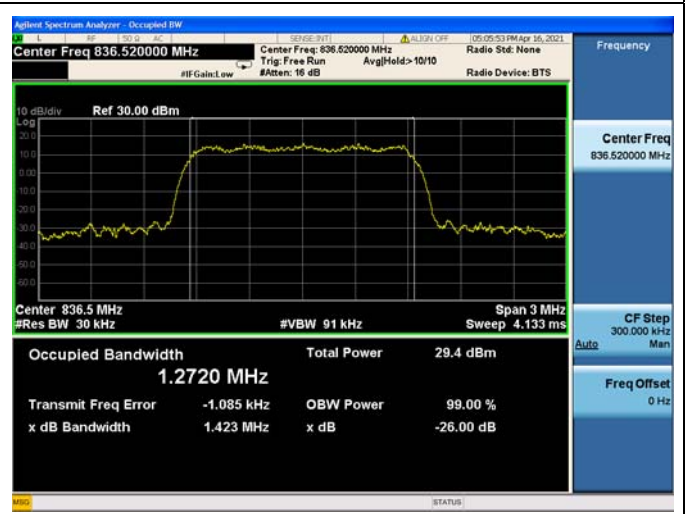 Agilent Spectrum Analyzer - Occupied BW
L RF 50 Ω AC SENSE:INT ALIGN OFF 05:05:53 PM Apr 16, 2021
Center Freq 836.520000 MHz Center Freq: 836.520000 MHz Radio Std: None Frequency
Trig: Free Run Avg|Hold:>10/10
#IFGain:Low #Atten: 16 dB Radio Device: BTS
10 dB/div Ref 30.00 dBm
Log
20.0
10.0
0.00
-10.0
-20.0
-30.0
-40.0
-50.0
-60.0
Center 836.5 MHz Span 3 MHz
#Res BW 30 kHz #VBW 91 kHz Sweep 4.133 ms
Occupied Bandwidth Total Power 29.4 dBm
1.2720 MHz
Transmit Freq Error -1.085 kHz OBW Power 99.00 %
x dB Bandwidth 1.423 MHz x dB -26.00 dB
Center Freq
836.520000 MHz
CF Step
300.000 kHz
Auto Man
Freq Offset
0 Hz
MSG STATUS